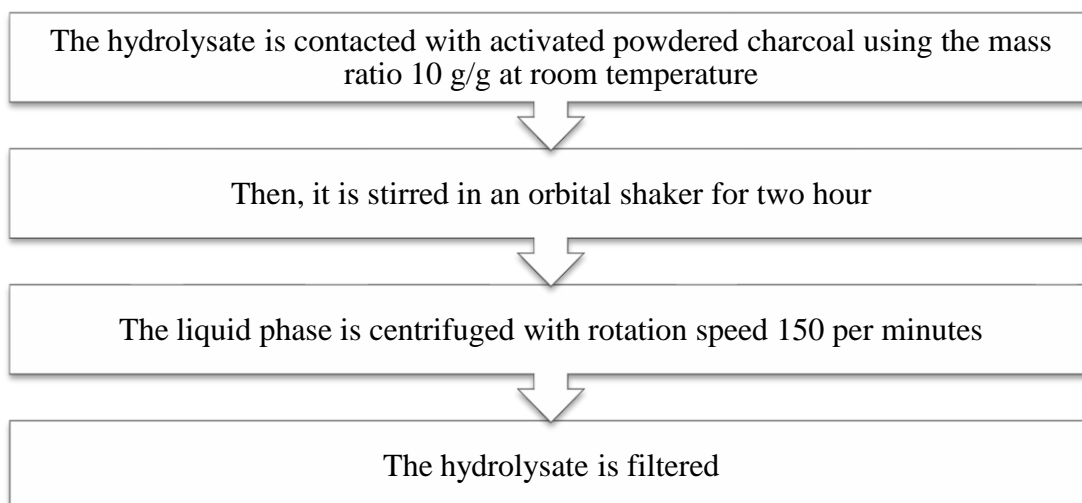 The hydrolysate is contacted with activated powdered charcoal using the mass
ratio 10 g/g at room temperature
Then, it is stirred in an orbital shaker for two hour
The liquid phase is centrifuged with rotation speed 150 per minutes
The hydrolysate is filtered